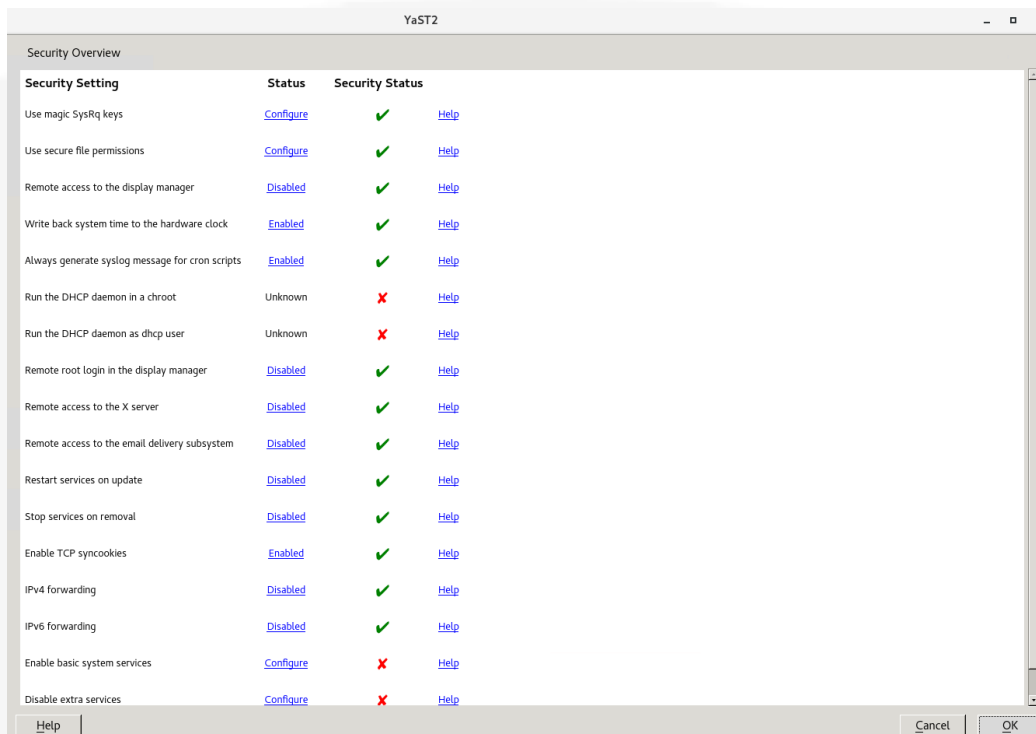 YaST2
Security Overview
Security Setting Status Security Status
Use magic SysRq keys Configure Help
Use secure file permissions Configure Help
Remote access to the display manager Disabled Help
Write back system time to the hardware clock Enabled Help
Always generate syslog message for cron scripts Enabled Help
Run the DHCP daemon in a chroot Unknown Help
Run the DHCP daemon as dhcp user Unknown Help
Remote root login in the display manager Disabled Help
Remote access to the X server Disabled Help
Remote access to the email delivery subsystem Disabled Help
Restart services on update Disabled Help
Stop services on removal Disabled Help
Enable TCP syncookies Enabled Help
IPv4 forwarding Disabled Help
IPv6 forwarding Disabled Help
Enable basic system services Configure Help
Disable extra services Configure Help
Help Cancel OK